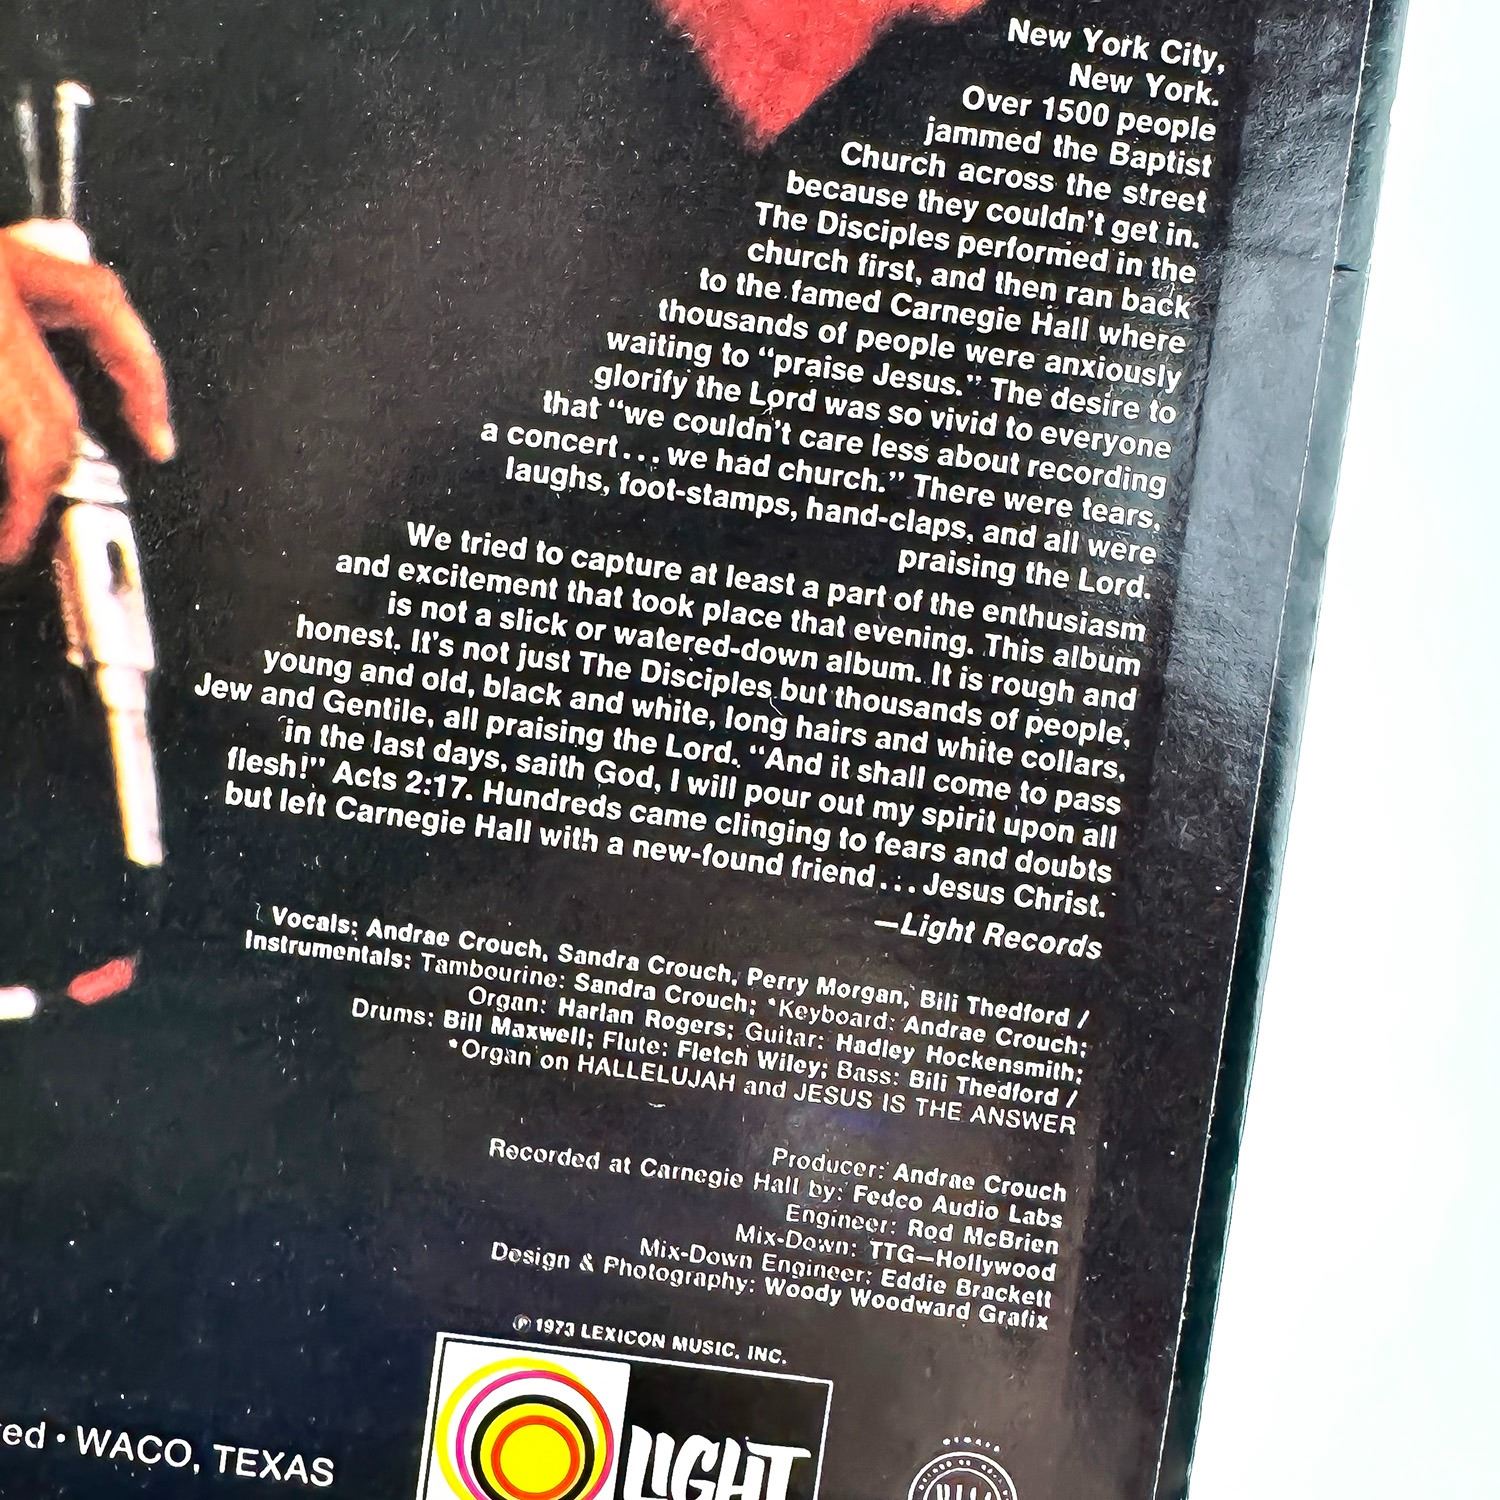 New York City,
New York.
Over 1500 people
jammed the Baptist
Church across the street
because they couldn't get in.
The Disciples performed in the
church first, and then ran back
to the famed Carnegie Hall where
thousands of people were anxiously
waiting to “praise Jesus.” The desire to
glorify the Lord was so vivid to everyone
that “we couldn't care less about recording
a concert... we had church.” There were tears,
laughs, foot-stamps, hand-claps, and all were
praising the Lord.
We tried to capture at least a part of the enthusiasm
and excitement that took place that evening. This album
is not a slick or watered-down album. It is rough and
honest. It's not just The Disciples but thousands of people,
young and old, black and white, long hairs and white collars,
Jew and Gentile, all praising the Lord. “And it shall come to pass
in the last days, saith God, I will pour out my spirit upon all
flesh!” Acts 2:17. Hundreds came clinging to fears and doubts
but left Carnegie Hall with a new-found friend... Jesus Christ.
—Light Records
Vocals: Andrae Crouch, Sandra Crouch, Perry Morgan, Bili Thedford /
Instrumentals: Tambourine: Sandra Crouch; *Keyboard: Andrae Crouch;
Organ: Harlan Rogers; Guitar: Hadley Hockensmith;
Drums: Bill Maxwell; Flute: Fletch Wiley; Bass: Bili Thedford /
*Organ on HALLELUJAH and JESUS IS THE ANSWER
Producer: Andrae Crouch
Recorded at Carnegie Hall by: Fedco Audio Labs
Engineer: Rod McBrien
Mix-Down: TTG—Hollywood
Mix-Down Engineer: Eddie Brackett
Design & Photography: Woody Woodward Grafix
℗ 1973 LEXICON MUSIC, INC.
LIGHT
ed • WACO, TEXAS